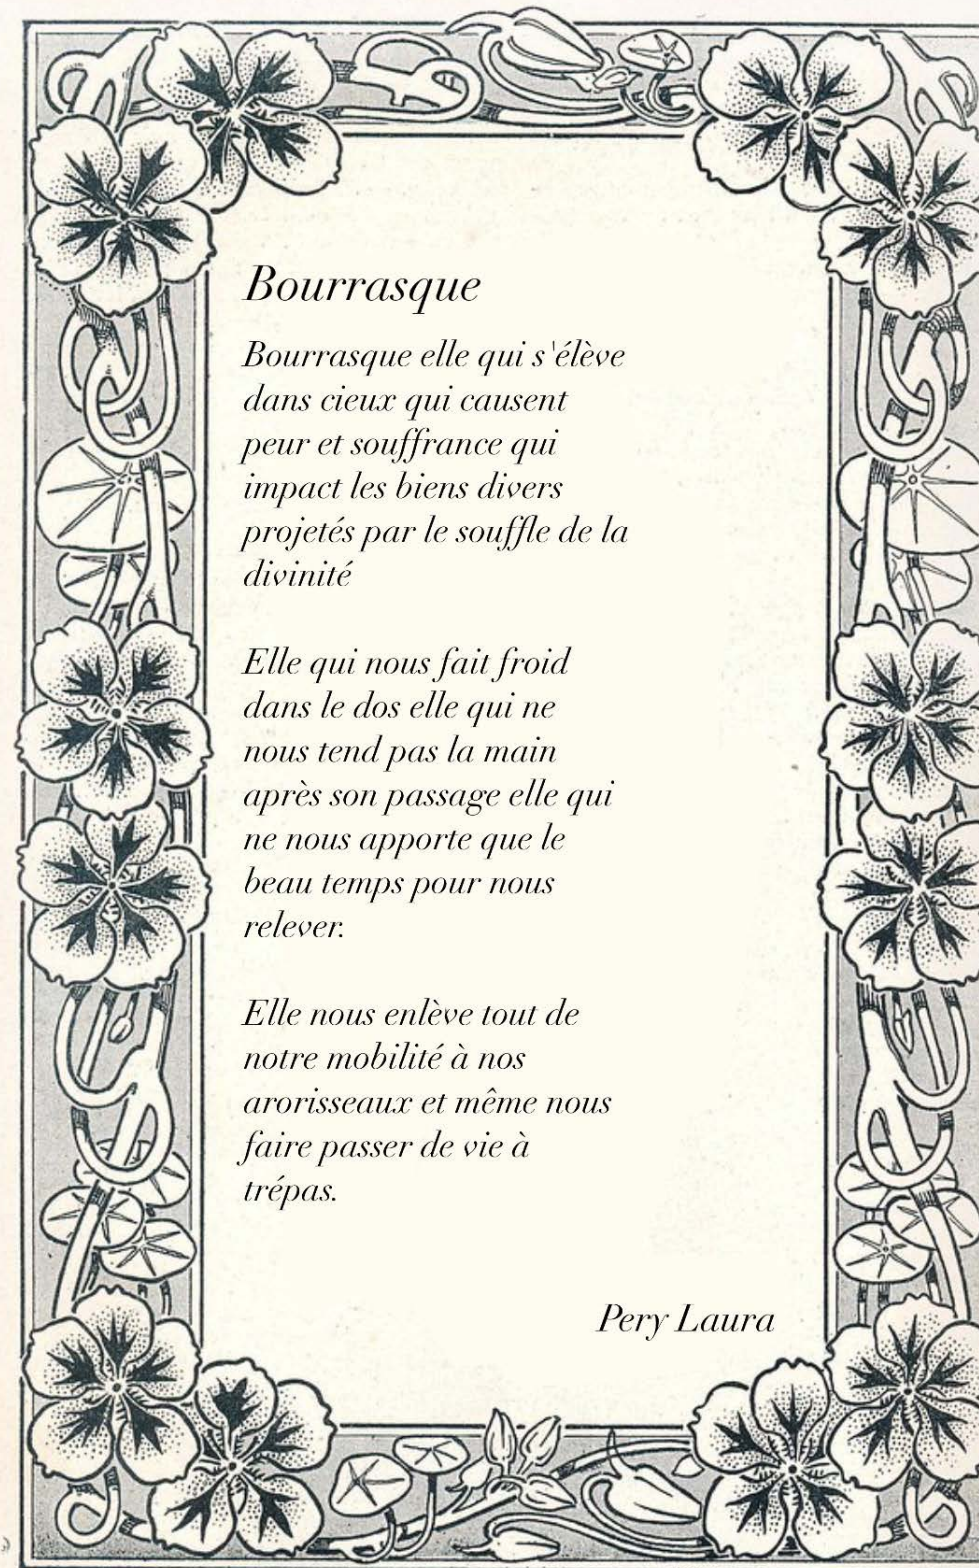 Bourrasque
Bourrasque elle qui s'élève
dans cieux qui causent
peur et souffrance qui
impact les biens divers
projetés par le souffle de la
divinité
Elle qui nous fait froid
dans le dos elle qui ne
nous tend pas la main
après son passage elle qui
ne nous apporte que le
beau temps pour nous
relever.
Elle nous enlève tout de
notre mobilité à nos
arorisseaux et même nous
faire passer de vie à
trépas.
Pery Laura